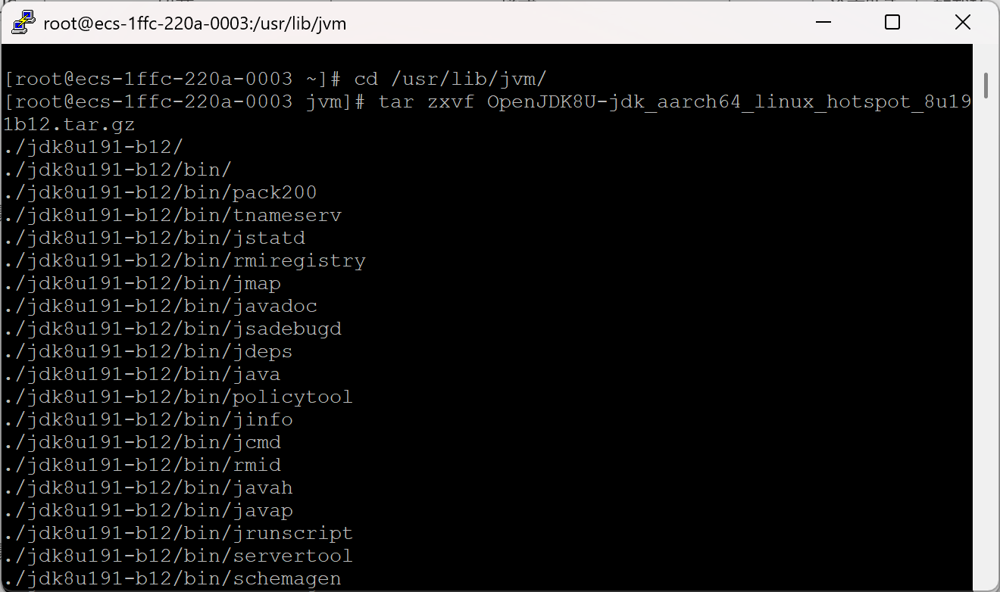 root@ecs-1ffc-220a-0003:/usr/lib/jvm
[root@ecs-1ffc-220a-0003 ~]# cd /usr/lib/jvm/
[root@ecs-1ffc-220a-0003 jvm]# tar zxvf OpenJDK8U-jdk_aarch64_linux_hotspot_8u19
1b12.tar.gz
./jdk8u191-b12/
./jdk8u191-b12/bin/
./jdk8u191-b12/bin/pack200
./jdk8u191-b12/bin/tnameserv
./jdk8u191-b12/bin/jstatd
./jdk8u191-b12/bin/rmiregistry
./jdk8u191-b12/bin/jmap
./jdk8u191-b12/bin/javadoc
./jdk8u191-b12/bin/jsadebugd
./jdk8u191-b12/bin/jdeps
./jdk8u191-b12/bin/java
./jdk8u191-b12/bin/policytool
./jdk8u191-b12/bin/jinfo
./jdk8u191-b12/bin/jcmd
./jdk8u191-b12/bin/rmid
./jdk8u191-b12/bin/javah
./jdk8u191-b12/bin/javap
./jdk8u191-b12/bin/jrunscript
./jdk8u191-b12/bin/servertool
./jdk8u191-b12/bin/schemagen